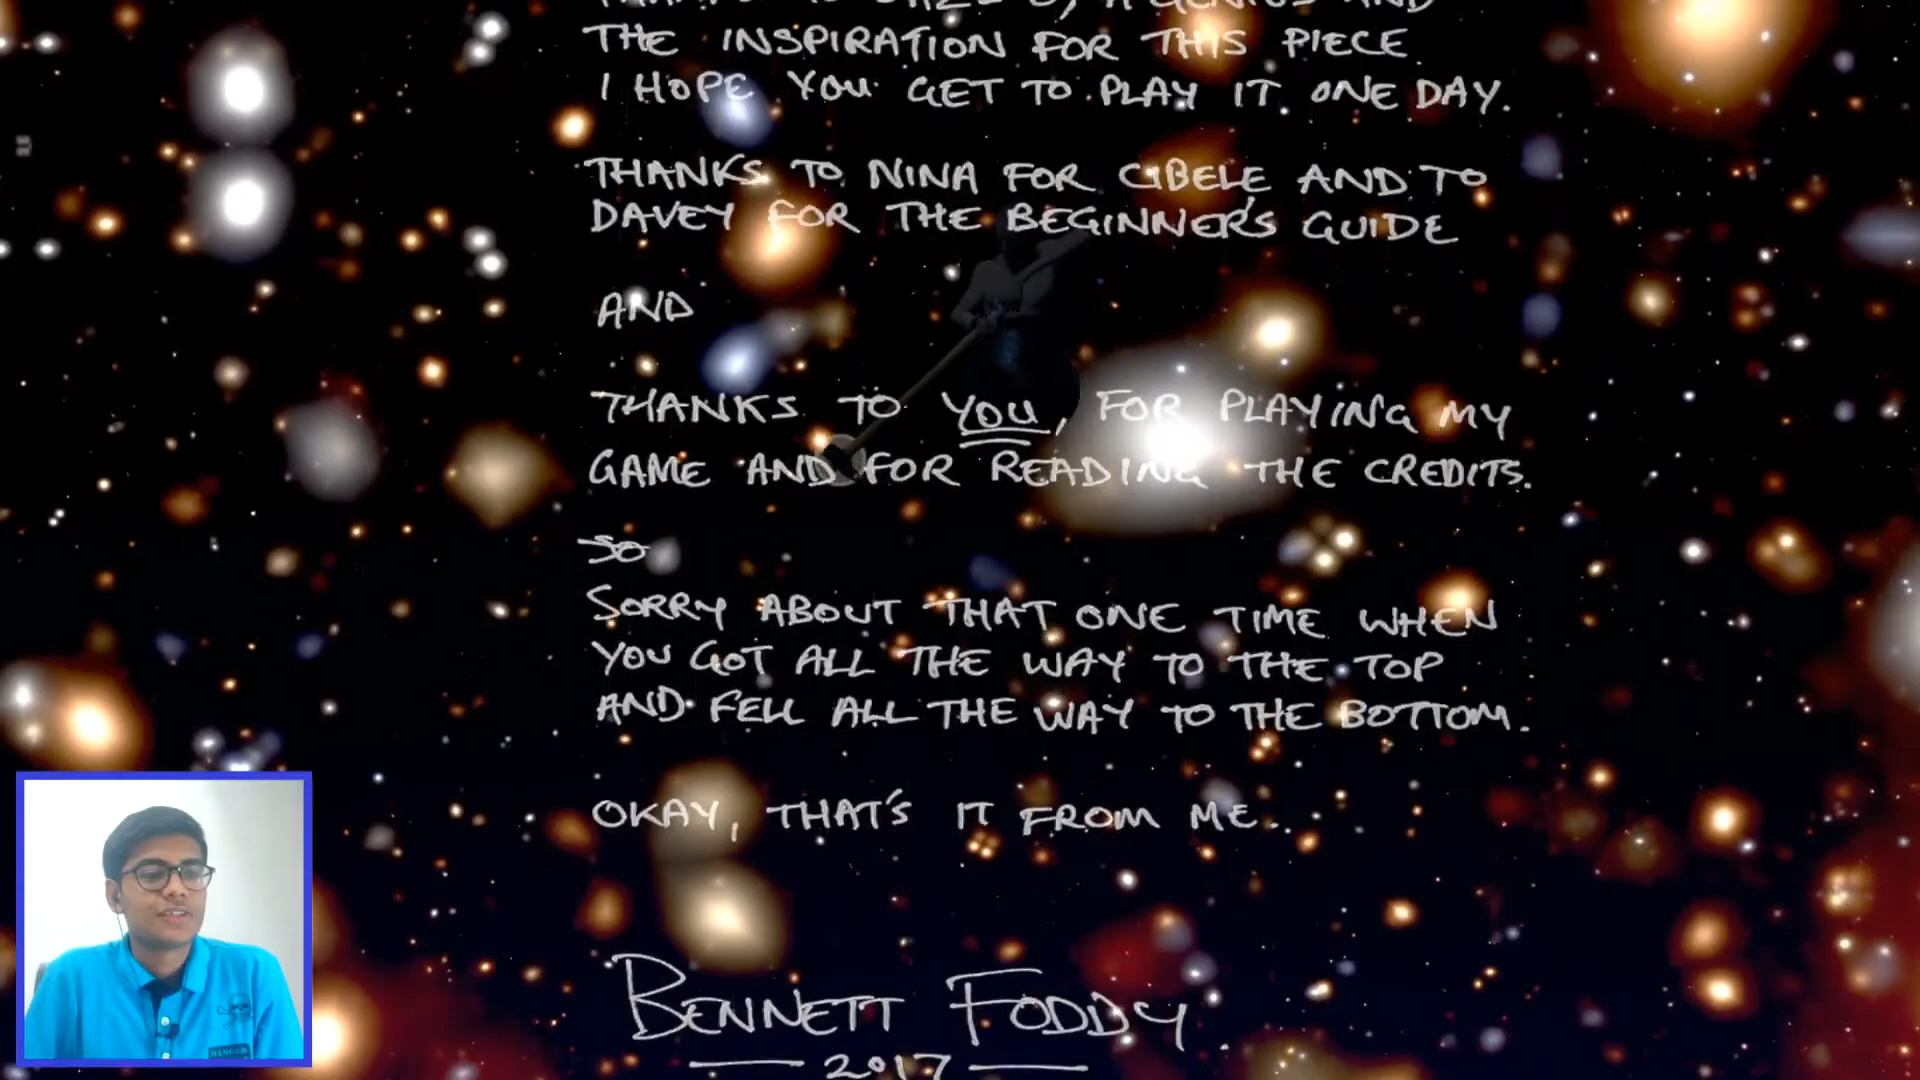 THE INSPIRATION FOR THIS PIECE
I HOPE YOU GET TO PLAY IT ONE DAY.
THANKS TO NINA FOR CIBELE AND TO
DAVEY FOR THE BEGINNER'S GUIDE
AND
THANKS TO YOU, FOR PLAYING MY
GAME AND FOR READING THE CREDITS.
SO
SORRY ABOUT THAT ONE TIME WHEN
YOU GOT ALL THE WAY TO THE TOP
AND FELL ALL THE WAY TO THE BOTTOM.
OKAY, THAT'S IT FROM ME.
BENNETT FODDY
2017